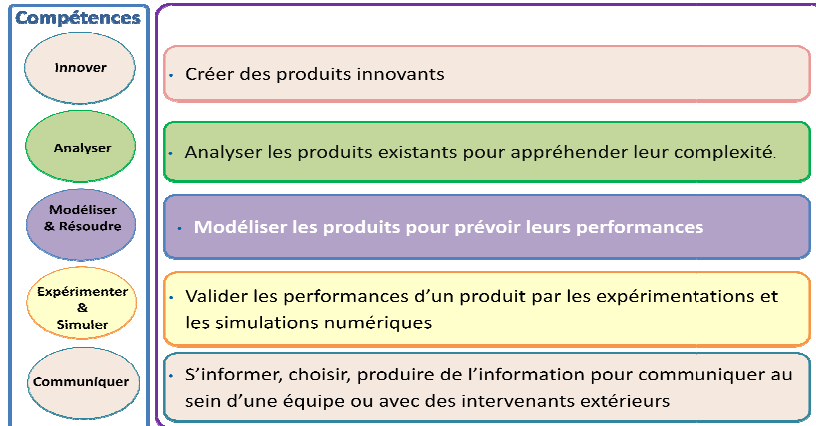 Compétences
Innover
• Créer des produits innovants
Analyser
• Analyser les produits existants pour appréhender leur complexité.
Modéliser
& Résoudre
• Modéliser les produits pour prévoir leurs performances
Expérimenter
&
Simuler
• Valider les performances d’un produit par les expérimentations et
les simulations numériques
Communiquer
• S’informer, choisir, produire de l’information pour communiquer au
sein d’une équipe ou avec des intervenants extérieurs